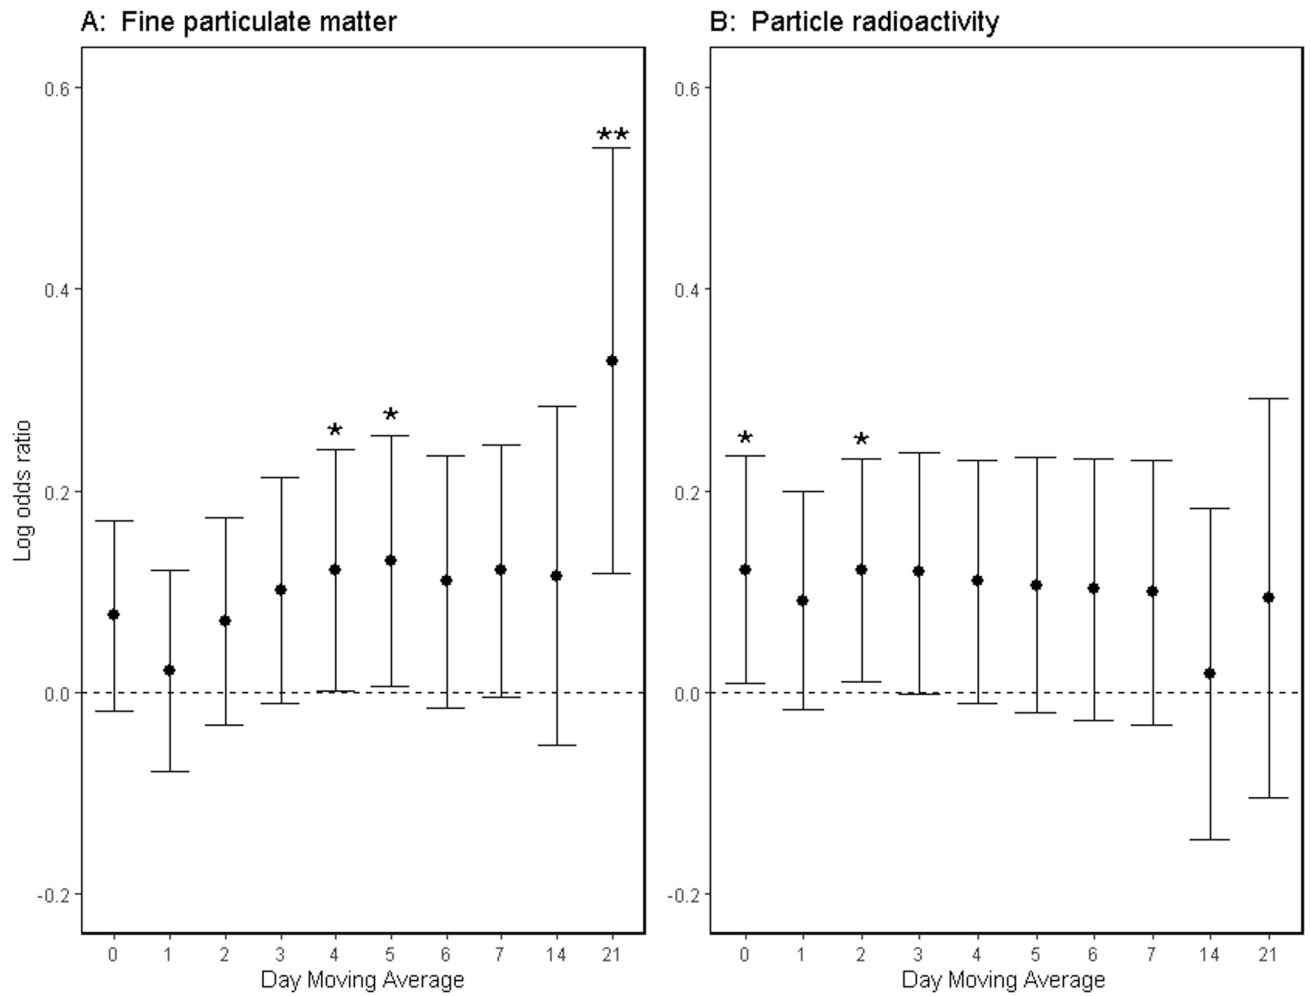 A: Fine particulate matter
B: Particle radioactivity
Log odds ratio
0.6
0.4
0.2
0.0
-0.2
**
*
*
0 1 2 3 4 5 6 7 14 21
Day Moving Average
0.6
0.4
0.2
0.0
-0.2
*
*
0 1 2 3 4 5 6 7 14 21
Day Moving Average